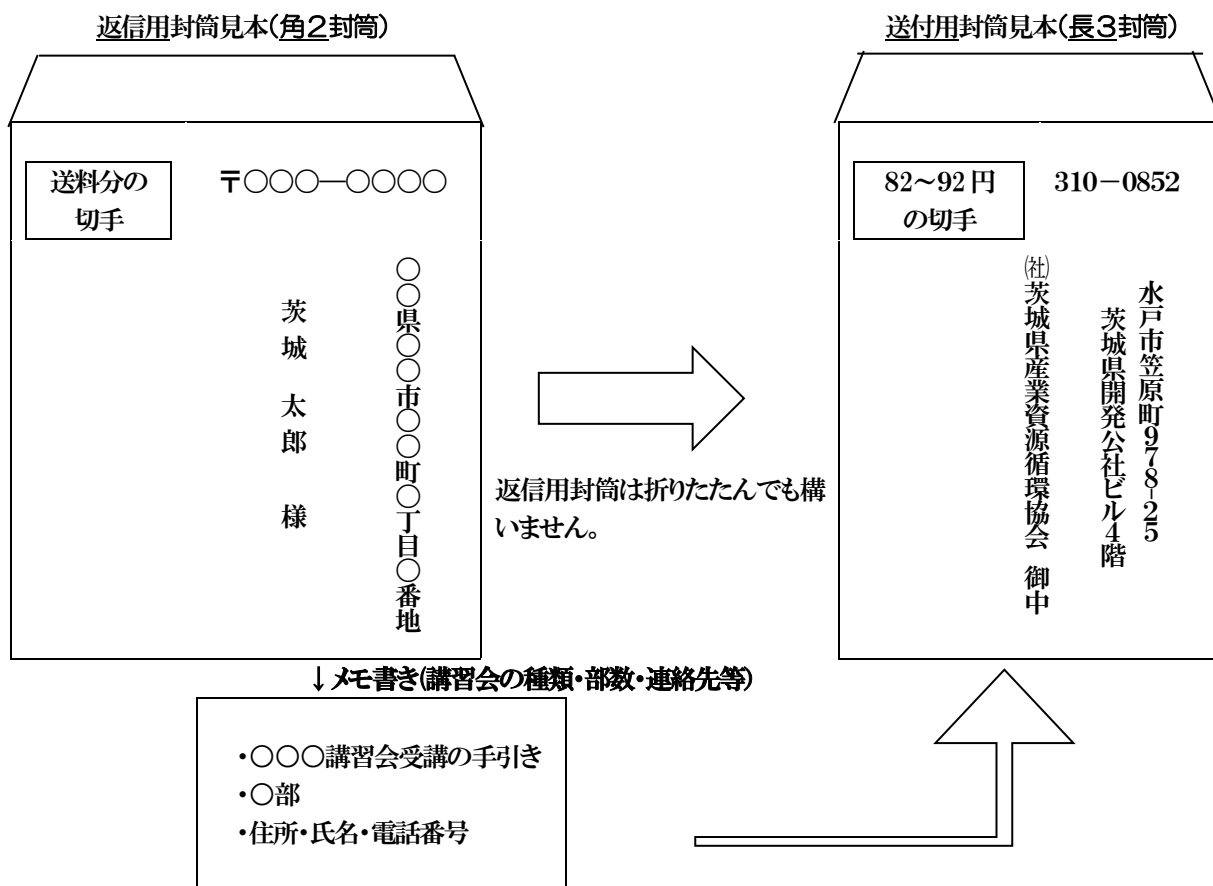 返信用封筒見本(角2封筒)
送料分の
切手
〒○○○―○○○○
○○県○○市○○町○丁目○番地
茨城 太郎 様
返信用封筒は折りたたんでも構
いません。
送付用封筒見本(長3封筒)
82~92円
の切手
310-0852
水戸市笠原町978-25
茨城県開発公社ビル4階
㈳茨城県産業資源循環協会 御中
↓メモ書き(講習会の種類・部数・連絡先等)
・○○○講習会受講の手引き
・○部
・住所・氏名・電話番号